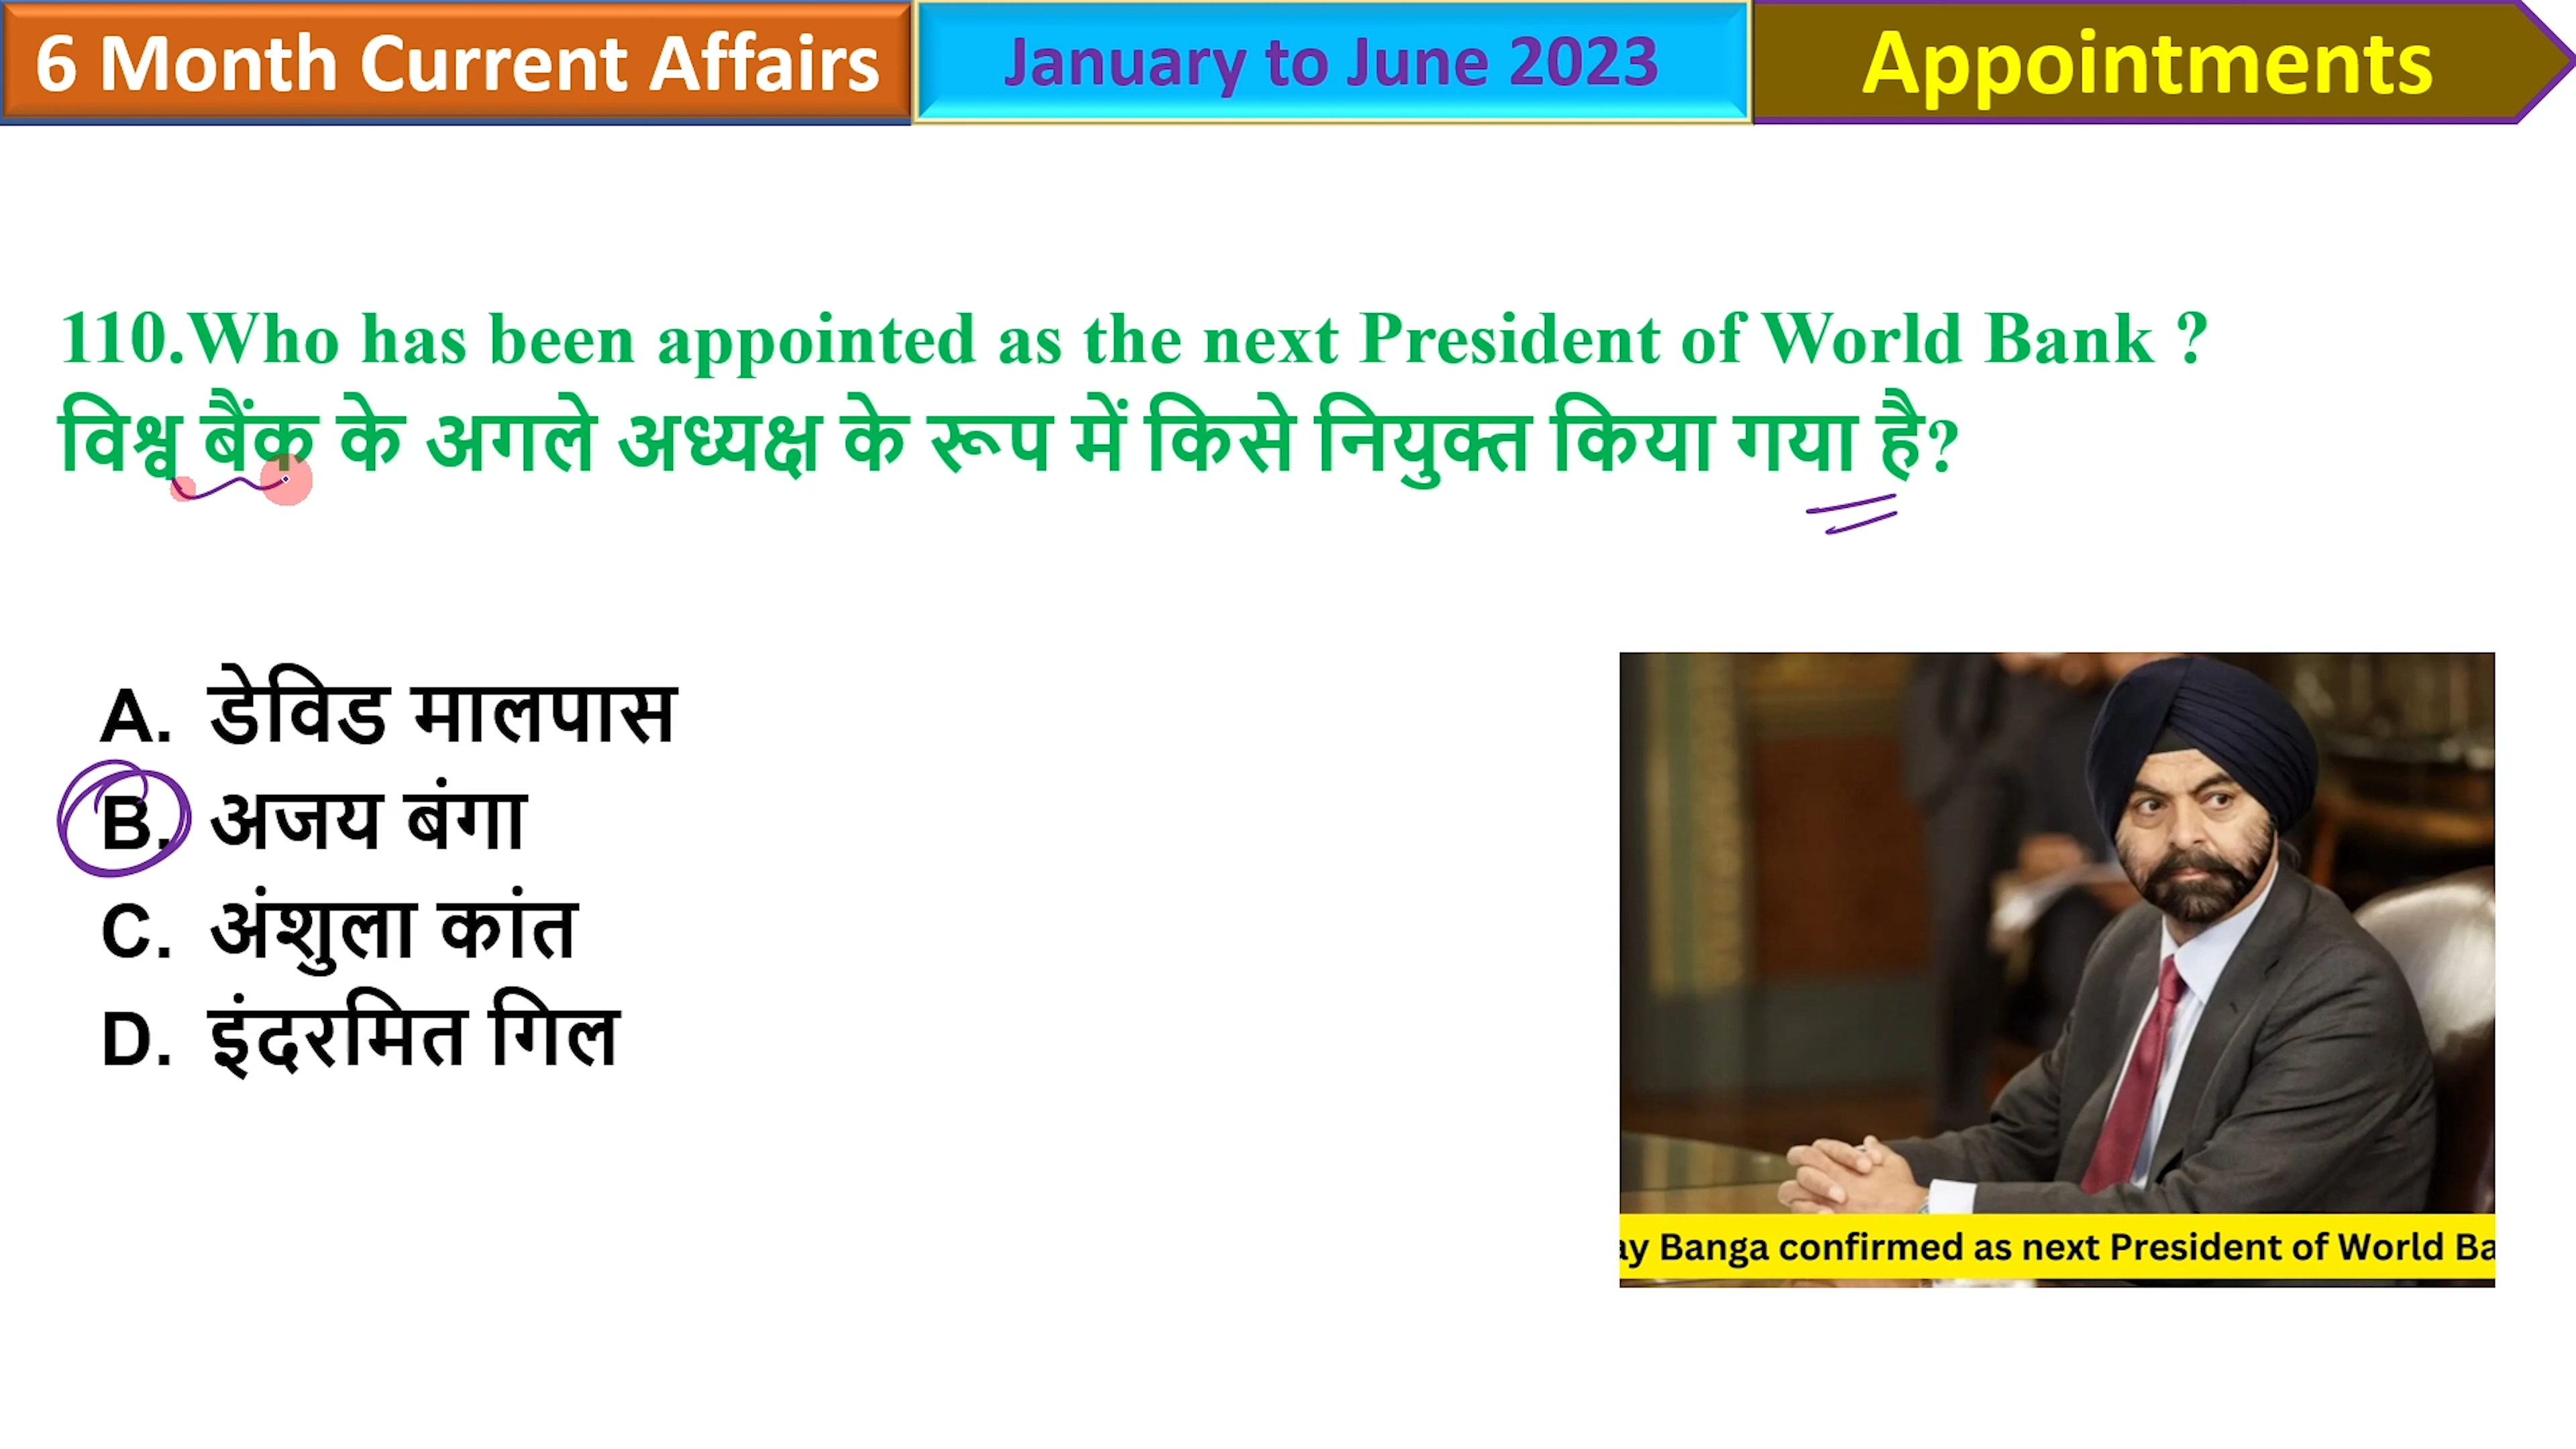 6 Month Current Affairs
January to June 2023
Appointments
110.Who has been appointed as the next President of World Bank ?
विश्व बैंक के अगले अध्यक्ष के रूप में किसे नियुक्त किया गया है?
A. डेविड मालपास
B. अजय बंगा
C. अंशुला कांत
D. इंदरमित गिल
ay Banga confirmed as next President of World Ba